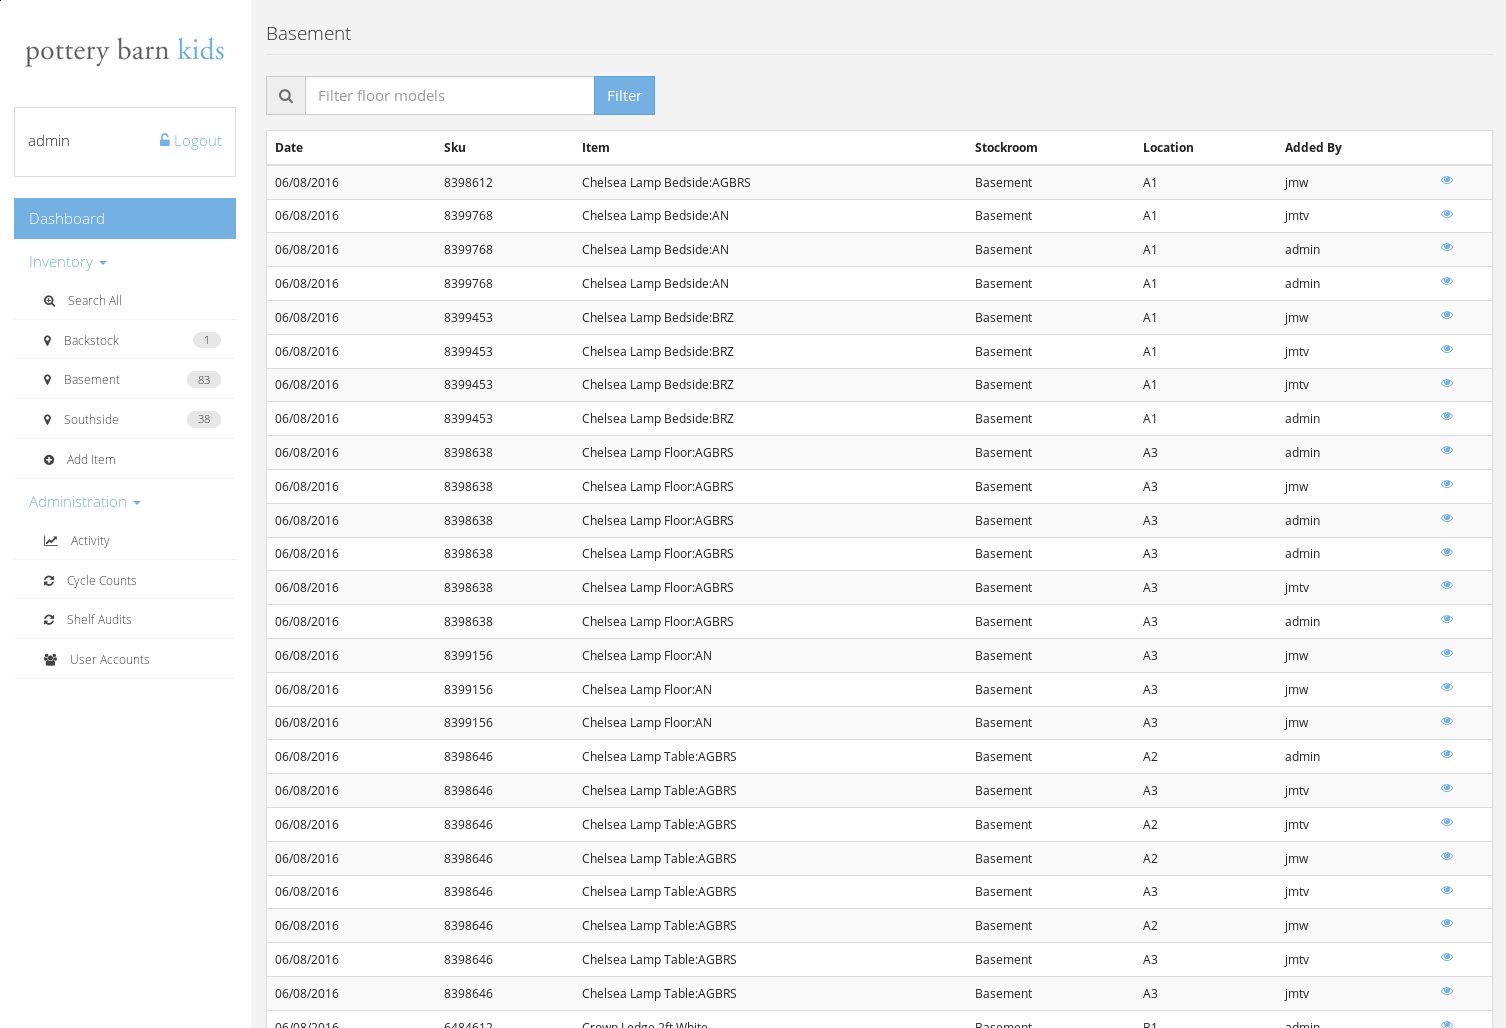 pottery barn kids
admin Logout
Dashboard
Inventory
Search All
Backstock 1
Basement 83
Southside 38
Add Item
Administration
Activity
Cycle Counts
Shelf Audits
User Accounts
Basement
Filter floor models Filter
Date Sku Item Stockroom Location Added By
06/08/2016 8398612 Chelsea Lamp Bedside:AGBRS Basement A1 jmw
06/08/2016 8399768 Chelsea Lamp Bedside:AN Basement A1 jmtv
06/08/2016 8399768 Chelsea Lamp Bedside:AN Basement A1 admin
06/08/2016 8399768 Chelsea Lamp Bedside:AN Basement A1 admin
06/08/2016 8399453 Chelsea Lamp Bedside:BRZ Basement A1 jmw
06/08/2016 8399453 Chelsea Lamp Bedside:BRZ Basement A1 jmtv
06/08/2016 8399453 Chelsea Lamp Bedside:BRZ Basement A1 jmtv
06/08/2016 8399453 Chelsea Lamp Bedside:BRZ Basement A1 admin
06/08/2016 8398638 Chelsea Lamp Floor:AGBRS Basement A3 admin
06/08/2016 8398638 Chelsea Lamp Floor:AGBRS Basement A3 jmw
06/08/2016 8398638 Chelsea Lamp Floor:AGBRS Basement A3 admin
06/08/2016 8398638 Chelsea Lamp Floor:AGBRS Basement A3 admin
06/08/2016 8398638 Chelsea Lamp Floor:AGBRS Basement A3 jmtv
06/08/2016 8398638 Chelsea Lamp Floor:AGBRS Basement A3 admin
06/08/2016 8399156 Chelsea Lamp Floor:AN Basement A3 jmw
06/08/2016 8399156 Chelsea Lamp Floor:AN Basement A3 jmw
06/08/2016 8399156 Chelsea Lamp Floor:AN Basement A3 jmw
06/08/2016 8398646 Chelsea Lamp Table:AGBRS Basement A2 admin
06/08/2016 8398646 Chelsea Lamp Table:AGBRS Basement A3 jmtv
06/08/2016 8398646 Chelsea Lamp Table:AGBRS Basement A2 jmtv
06/08/2016 8398646 Chelsea Lamp Table:AGBRS Basement A2 jmw
06/08/2016 8398646 Chelsea Lamp Table:AGBRS Basement A3 jmtv
06/08/2016 8398646 Chelsea Lamp Table:AGBRS Basement A2 jmw
06/08/2016 8398646 Chelsea Lamp Table:AGBRS Basement A3 jmtv
06/08/2016 8398646 Chelsea Lamp Table:AGBRS Basement A3 jmtv
06/08/2016 6484612 Crown Ledge 2ft White Basement B1 admin